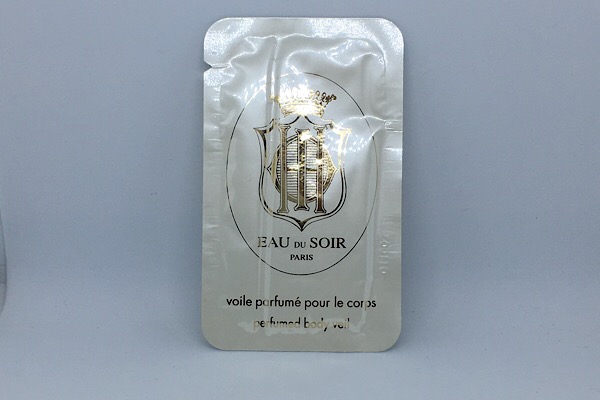 EAU DU SOIR
PARIS
voile parfumé pour le corps
perfumed body veil